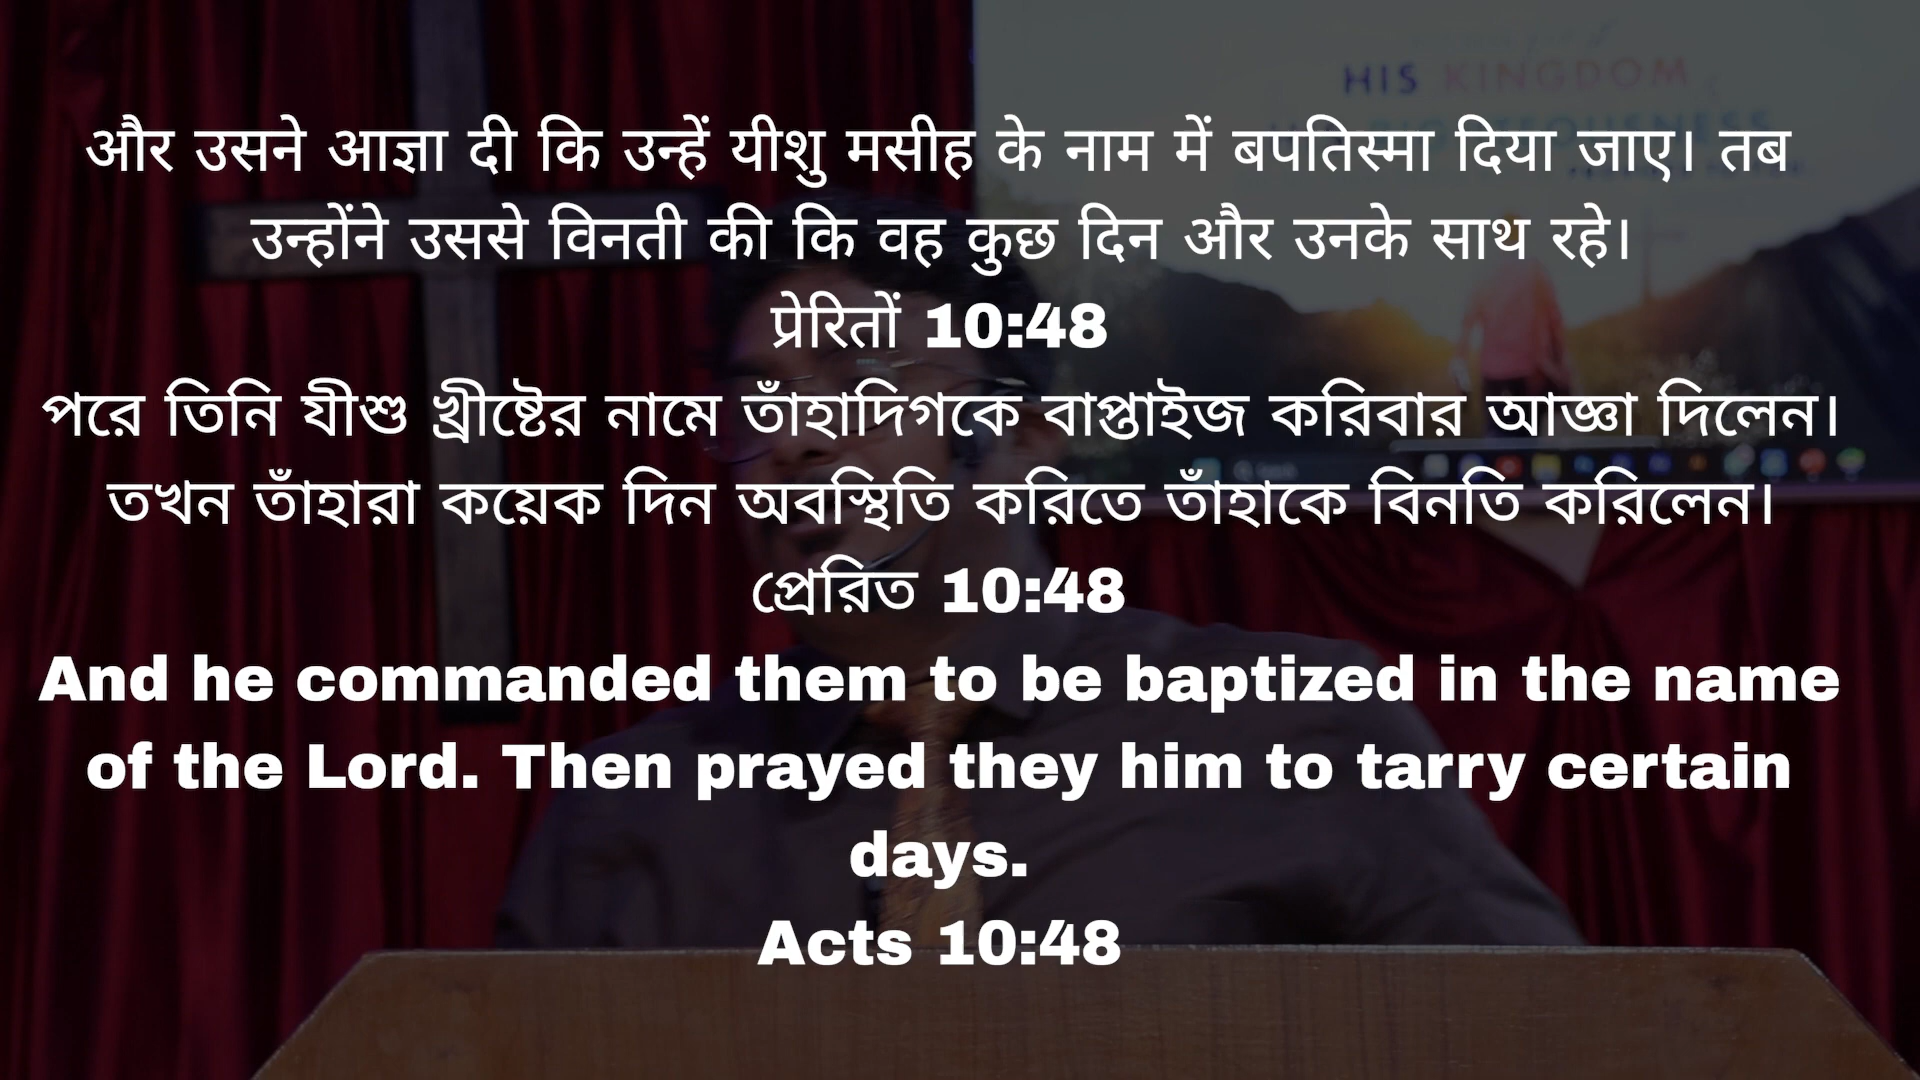 HIS KINGDOM
और उसने आज्ञा दी कि उन्हें यीशु मसीह के नाम में बपतिस्मा दिया जाए। तब
उन्होंने उससे विनती की कि वह कुछ दिन और उनके साथ रहे।
प्रेरितों 10:48
পরে তিনি যীশু খ্রীষ্টের নামে তাঁহাদিগকে বাপ্তাইজ করিবার আজ্ঞা দিলেন।
তখন তাঁহারা কয়েক দিন অবস্থিতি করিতে তাঁহাকে বিনতি করিলেন।
প্রেরিত 10:48
And he commanded them to be baptized in the name
of the Lord. Then prayed they him to tarry certain
days.
Acts 10:48